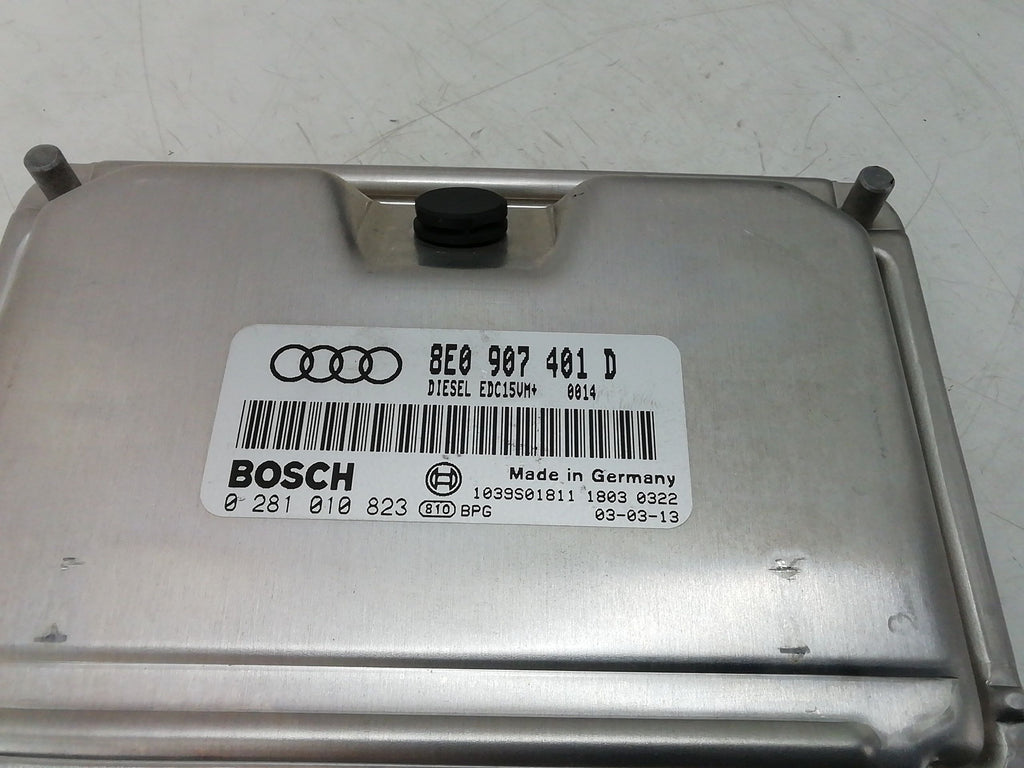 8E0 907 401 D
DIESEL EDC15VM+ 0014
BOSCH
Made in Germany
1039S01811 1803 0322
0 281 010 823 810 BPG
03-03-13
3